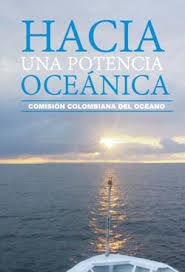 HACIA
UNA POTENCIA
OCEÁNICA
COMISIÓN COLOMBIANA DEL OCÉANO